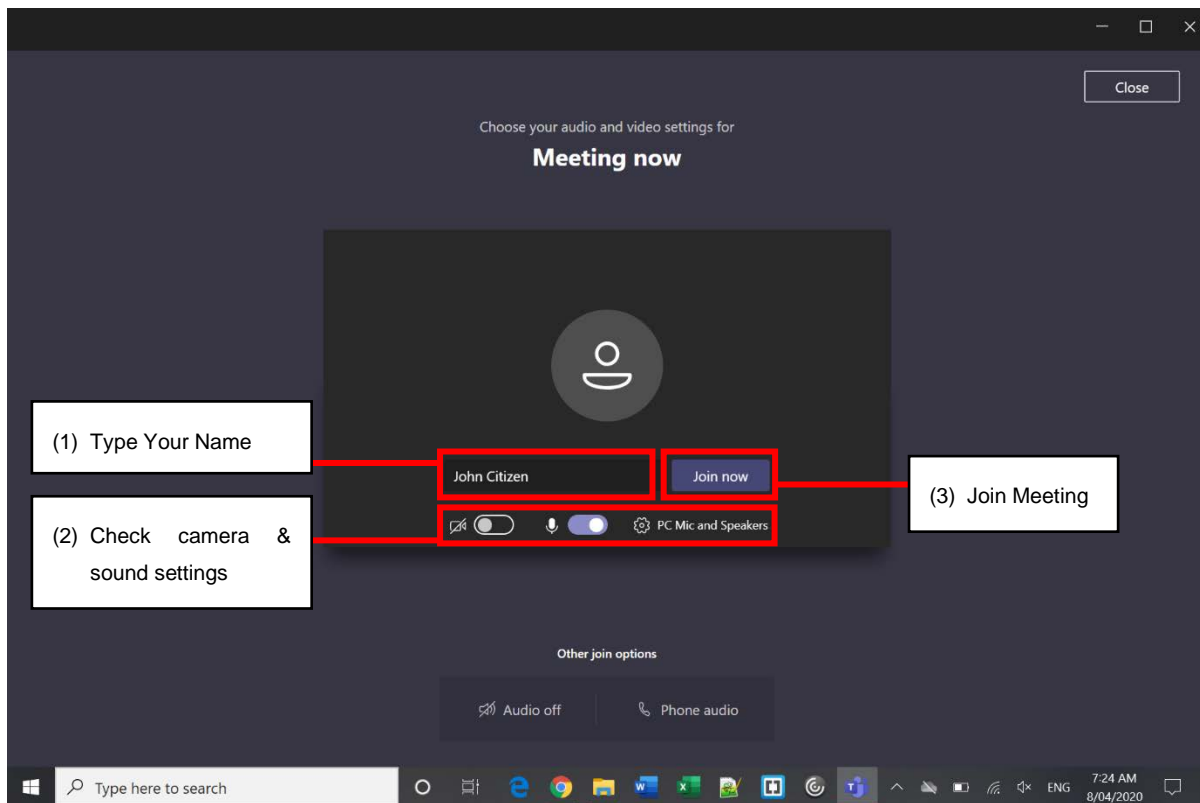 Close
Choose your audio and video settings for
Meeting now
(1) Type Your Name
John Citizen
Join now
(2) Check camera &
sound settings
PC Mic and Speakers
(3) Join Meeting
Other join options
Audio off
Phone audio
Type here to search
ENG
7:24 AM
8/04/2020